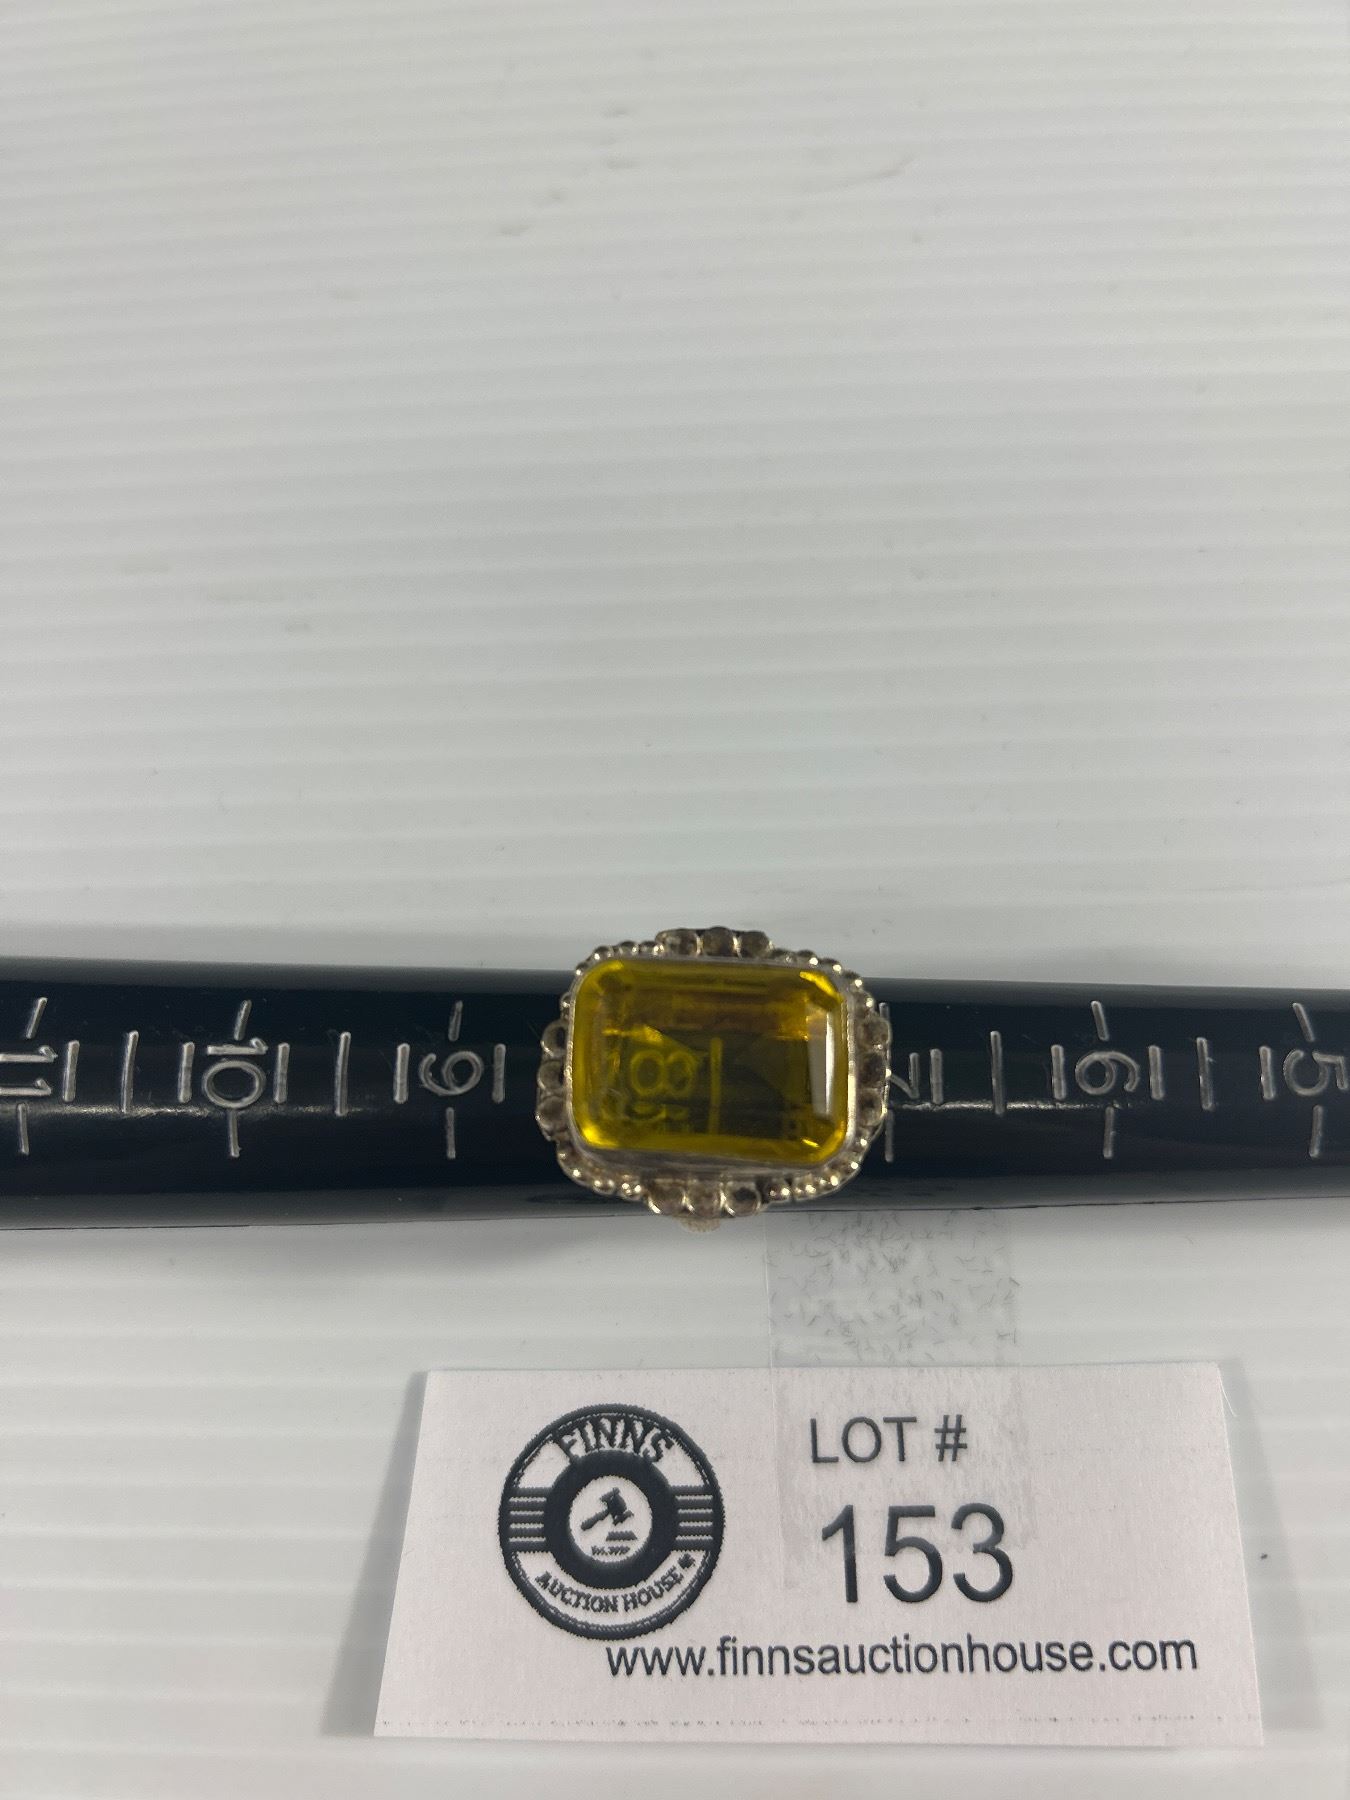 11 10 9 8 7 6 5
FINNS
AUCTION HOUSE
LOT #
153
www.finnsauctionhouse.com